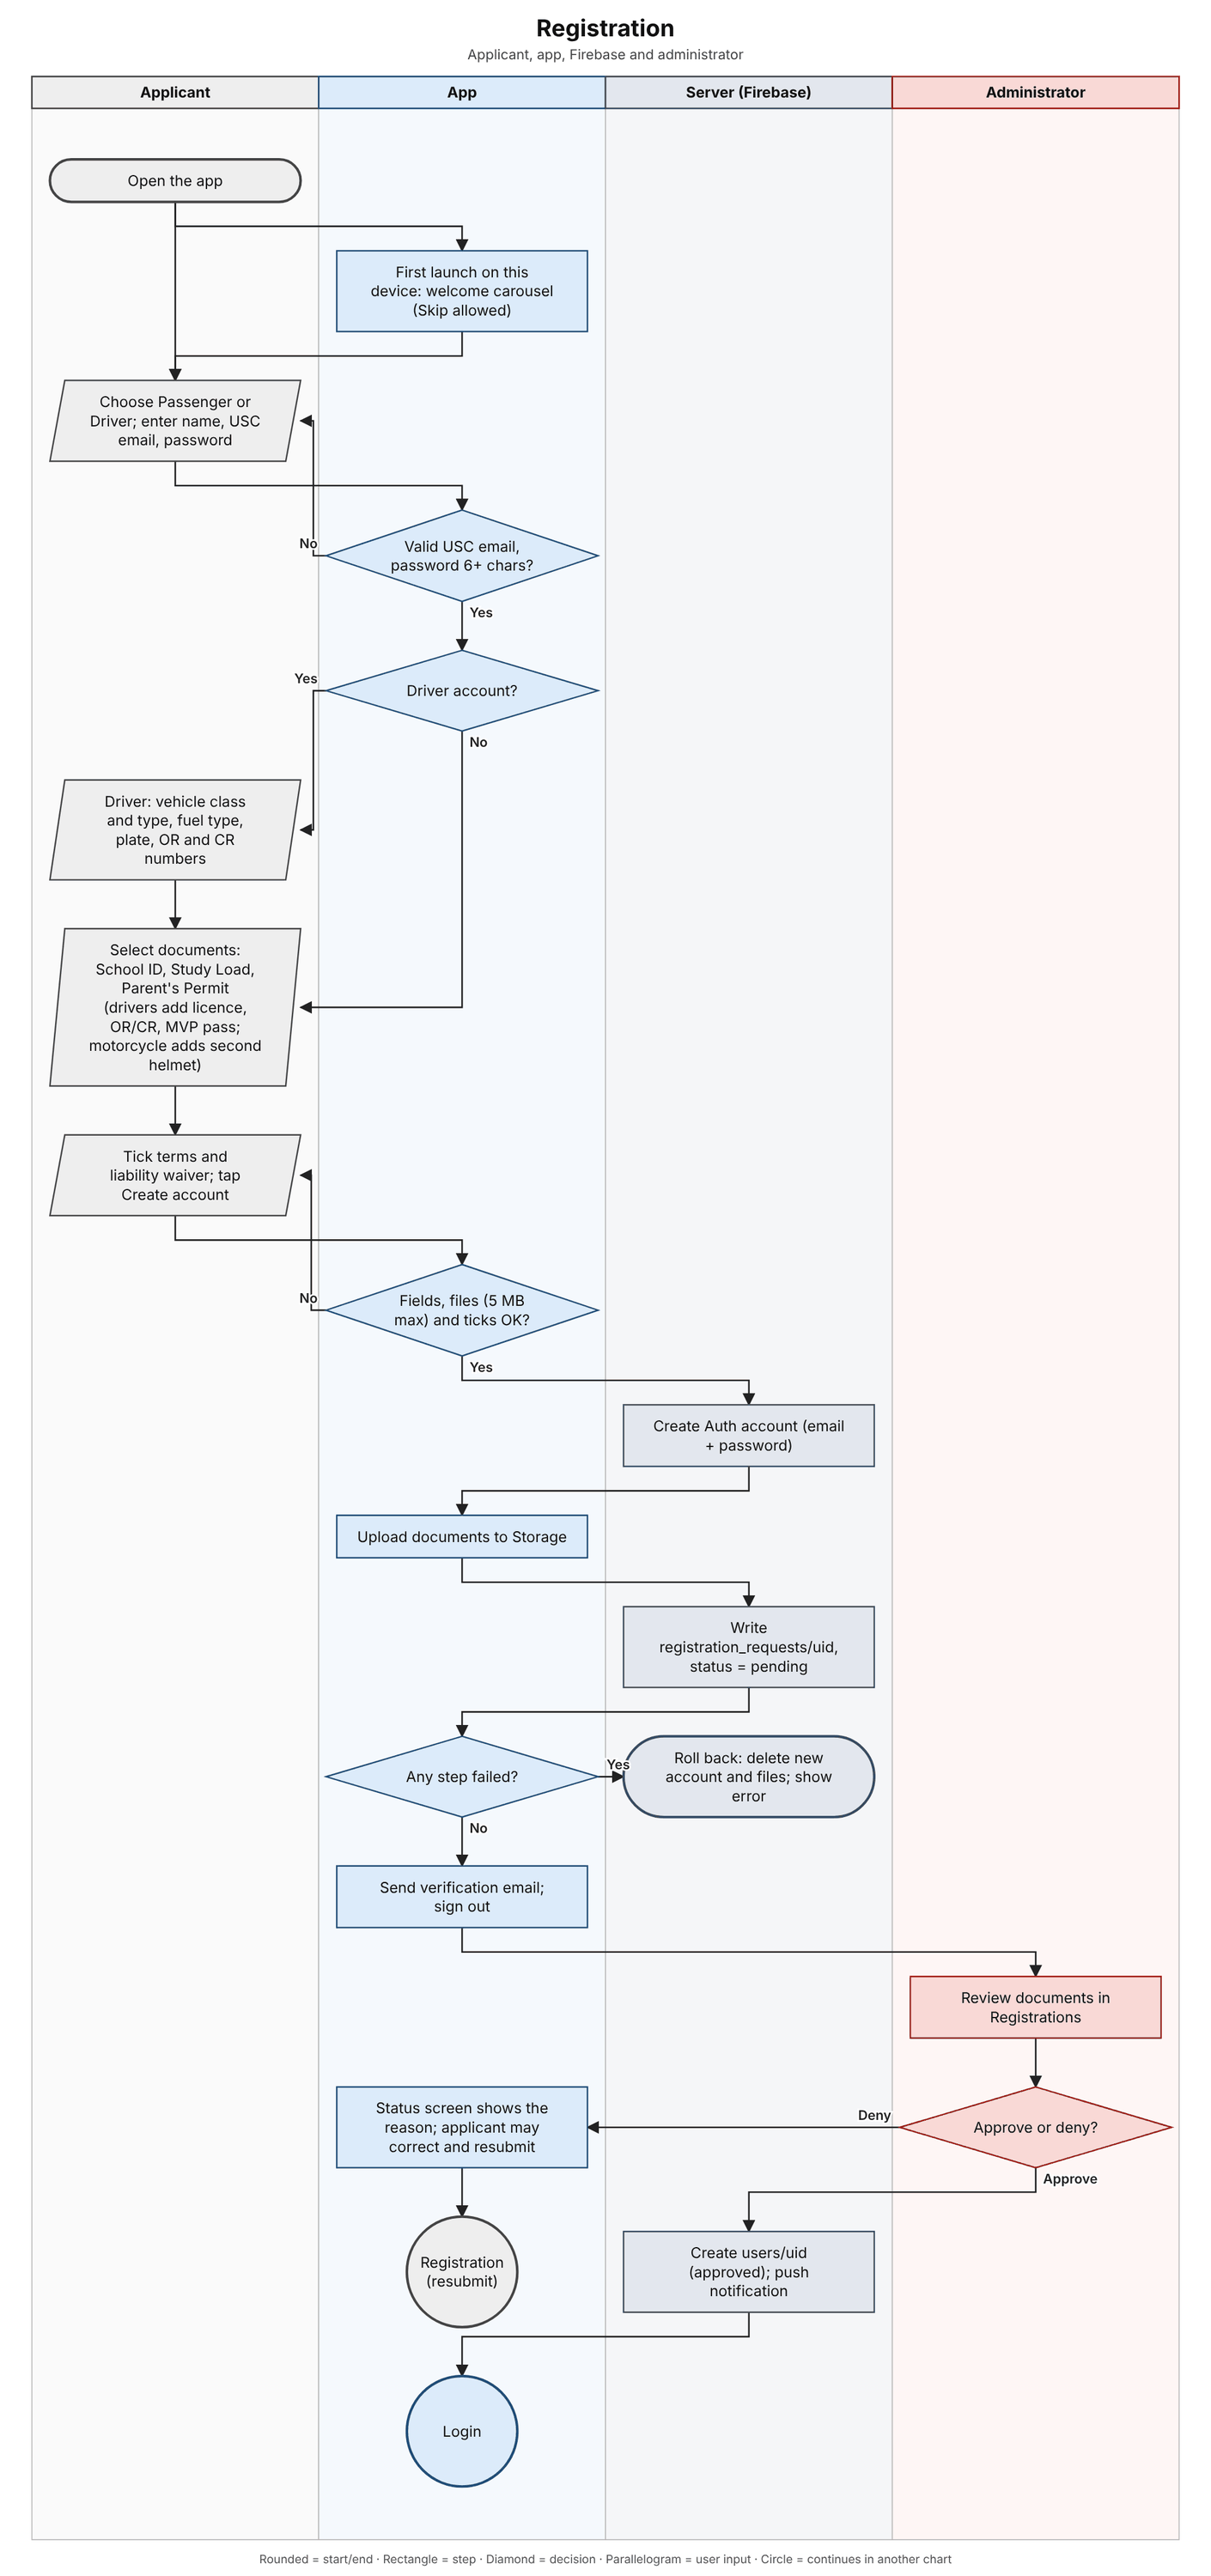 Registration
Applicant, app, Firebase and administrator
Applicant
App
Server (Firebase)
Administrator
Open the app
First launch on this
device: welcome carousel
(Skip allowed)
Choose Passenger or
Driver; enter name, USC
email, password
No
Valid USC email,
password 6+ chars?
Yes
Yes
Driver account?
No
Driver: vehicle class
and type, fuel type,
plate, OR and CR
numbers
Select documents:
School ID, Study Load,
Parent's Permit
(drivers add licence,
OR/CR, MVP pass;
motorcycle adds second
helmet)
Tick terms and
liability waiver; tap
Create account
No
Fields, files (5 MB
max) and ticks OK?
Yes
Create Auth account (email
+ password)
Upload documents to Storage
Write
registration_requests/uid,
status = pending
Any step failed?
Yes
Roll back: delete new
account and files; show
error
No
Send verification email;
sign out
Review documents in
Registrations
Status screen shows the
reason; applicant may
correct and resubmit
Deny
Approve or deny?
Approve
Registration
(resubmit)
Create users/uid
(approved); push
notification
Login
Rounded = start/end · Rectangle = step · Diamond = decision · Parallelogram = user input · Circle = continues in another chart